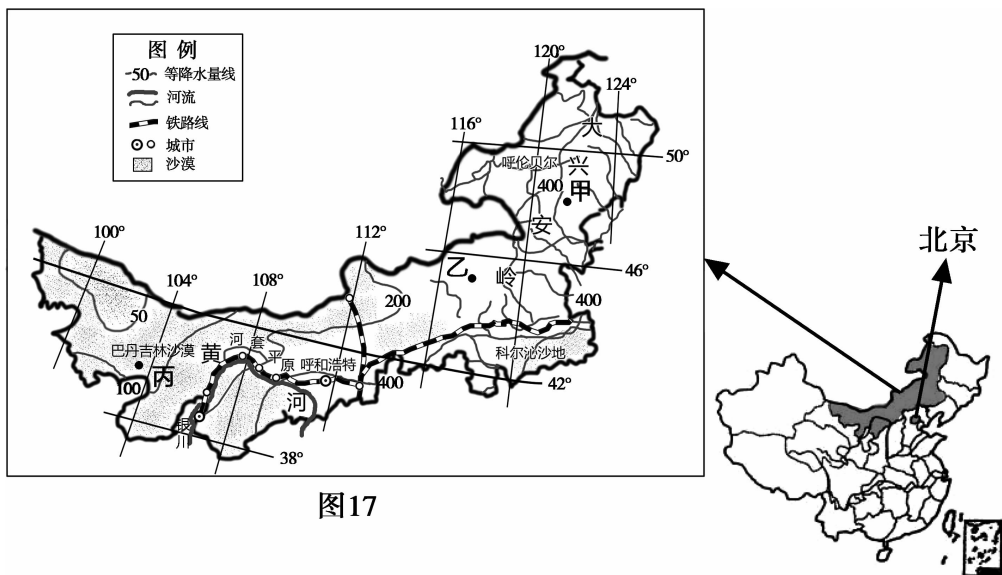 图 例
-50- 等降水量线
河流
铁路线
城市
沙漠
120°
124°
116°
大
50°
呼伦贝尔
兴
400
甲
安
112°
100°
46°
乙
岭
104°
108°
200
400
50
河 套 平 原
巴丹吉林沙漠
黄
呼和浩特
科尔沁沙地
丙
100
400
42°
河
银川
38°
图17
北京